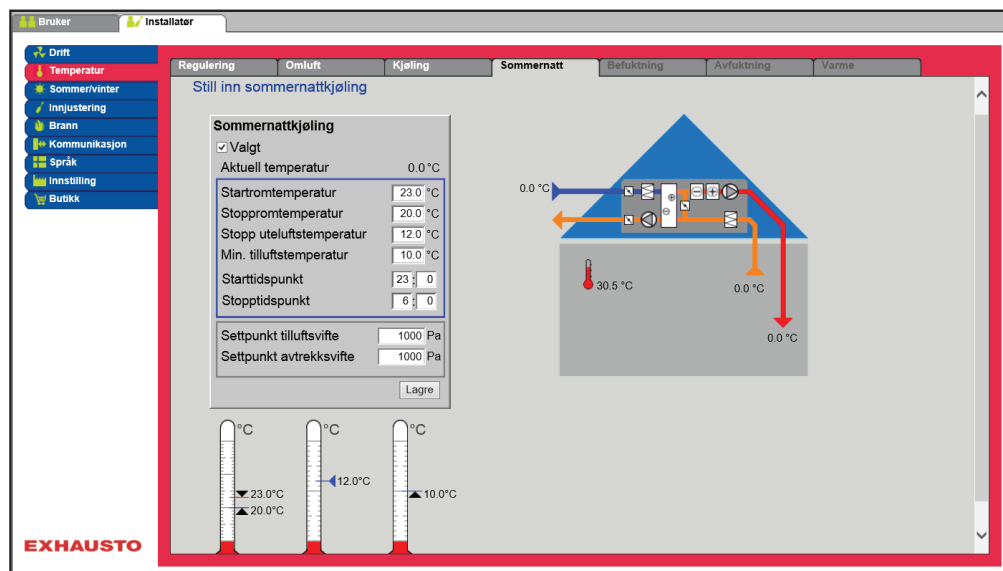 Bruker
Installatør
Drift
Temperatur
Sommer/vinter
Innjustering
Brann
Kommunikasjon
Språk
Innstilling
Butikk
EXHAUSTO
Regulering Omluft Kjøling Sommernatt Befuktning Avfuktning Varme
Still inn sommernattkjøling
Sommernattkjøling
Valgt
Aktuell temperatur 0.0 °C
Startromtemperatur 23.0 °C
Stoppromtemperatur 20.0 °C
Stopp uteluftstemperatur 12.0 °C
Min. tilluftstemperatur 10.0 °C
Starttidspunkt 23 : 0
Stopptidspunkt 6 : 0
Settpunkt tilluftsvifte 1000 Pa
Settpunkt avtrekksvifte 1000 Pa
Lagre
°C °C °C
23.0°C
20.0°C
12.0°C
10.0°C
0.0 °C
30.5 °C
0.0 °C
0.0 °C